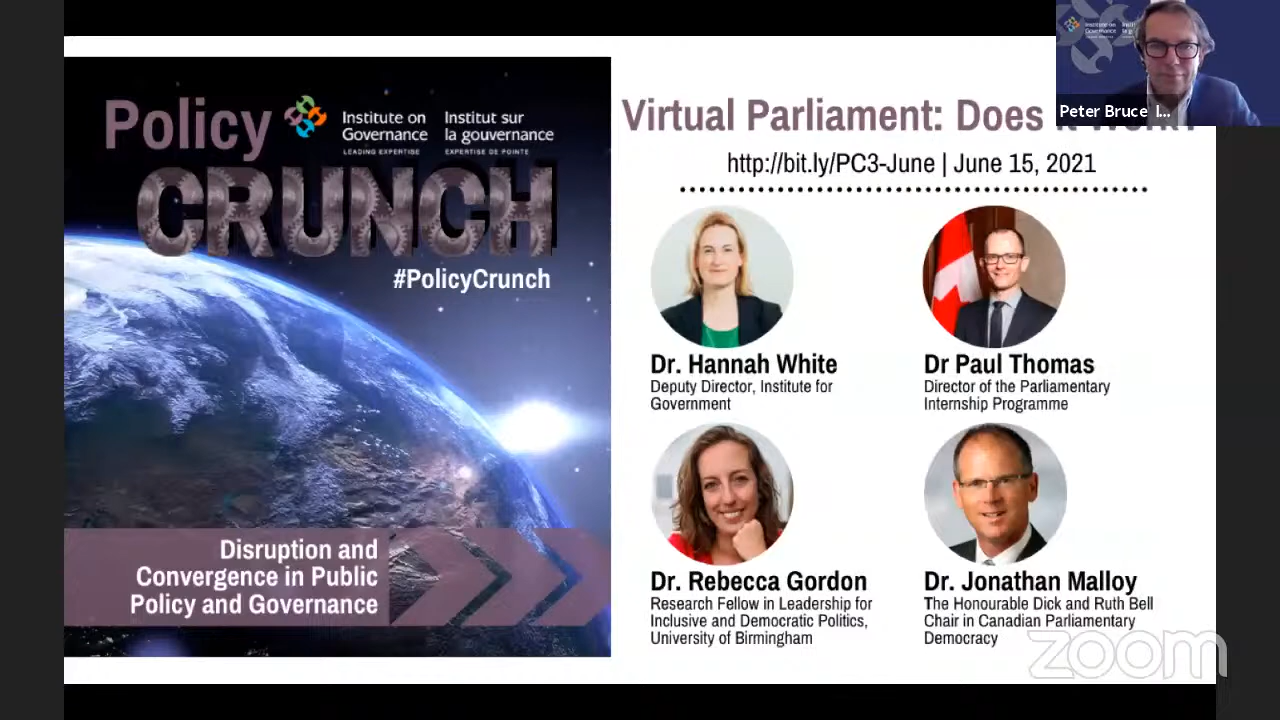 Policy
Institute on
Governance
LEADING EXPERTISE
Institut sur
la gouvernance
EXPERTISE DE POINTE
CRUNCH
#PolicyCrunch
Disruption and
Convergence in Public
Policy and Governance
Virtual Parliament: Does
http://bit.ly/PC3-June | June 15, 2021
Dr. Hannah White
Deputy Director, Institute for
Government
Dr Paul Thomas
Director of the Parliamentary
Internship Programme
Dr. Rebecca Gordon
Research Fellow in Leadership for
Inclusive and Democratic Politics,
University of Birmingham
Dr. Jonathan Malloy
The Honourable Dick and Ruth Bell
Chair in Canadian Parliamentary
Democracy
Institute on
Governance
Peter Bruce I...
zoom